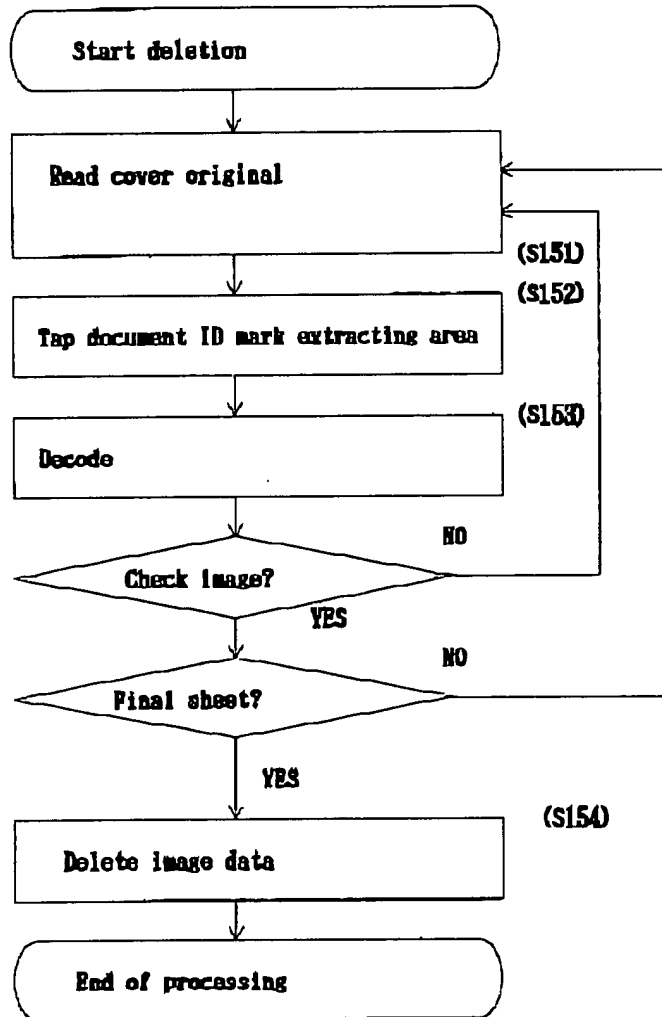 Start deletion
Read cover original
(S151)
(S152)
Tap document ID mark extracting area
(S153)
Decode
NO
Check image?
YES
NO
Final sheet?
YES
(S154)
Delete image data
End of processing